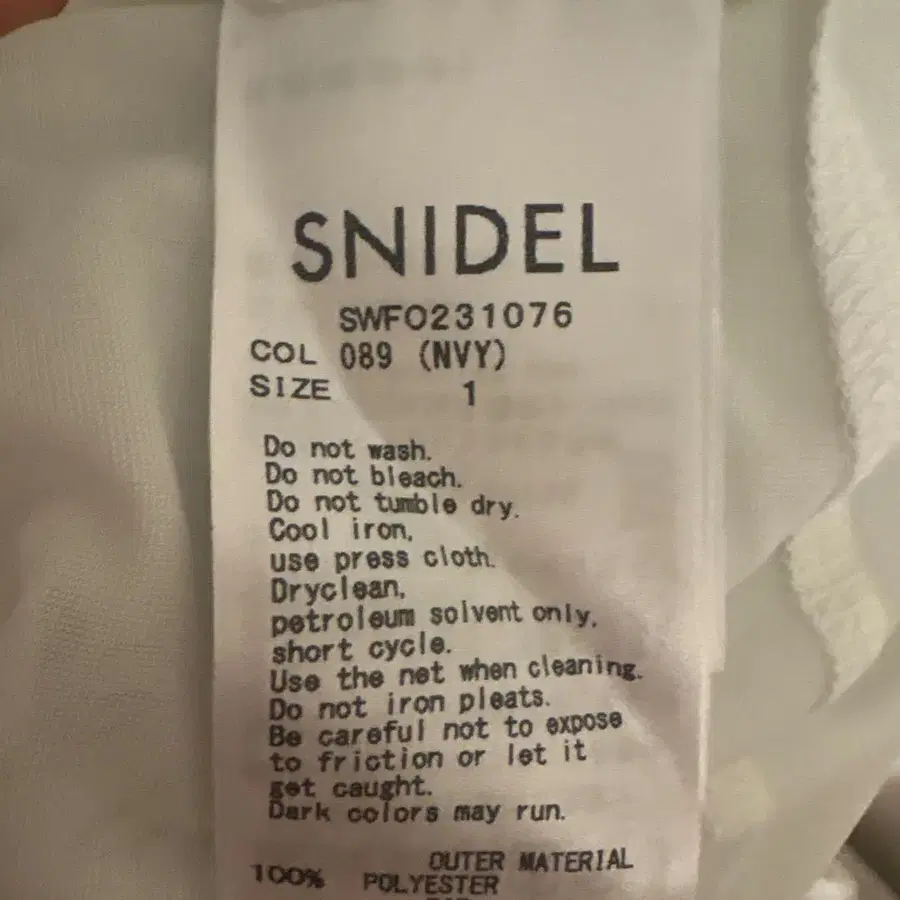 SNIDEL
SWFO231076
COL 089 (NVY)
SIZE 1
Do not wash.
Do not bleach.
Do not tumble dry.
Cool iron,
use press cloth.
Dryclean,
petroleum solvent only,
short cycle.
Use the net when cleaning.
Do not iron pleats.
Be careful not to expose
to friction or let it
get caught.
Dark colors may run.
OUTER MATERIAL
100% POLYESTER